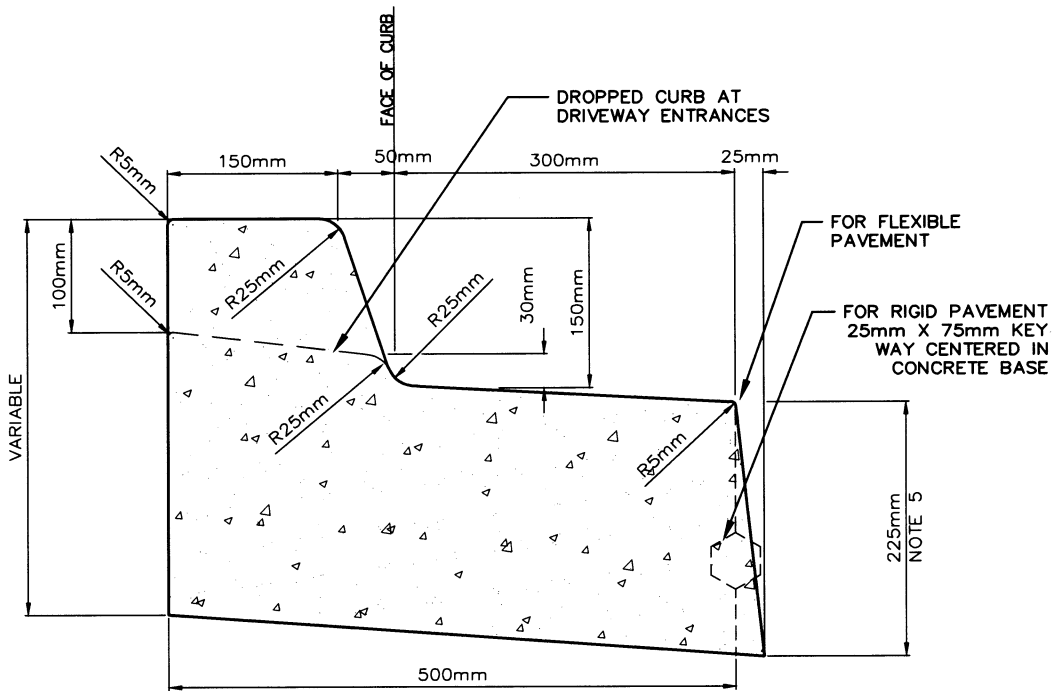 FACE OF CURB
DROPPED CURB AT
DRIVEWAY ENTRANCES
150mm
50mm
300mm
25mm
R5mm
FOR FLEXIBLE
PAVEMENT
100mm
R5mm
R25mm
R25mm
30mm
150mm
FOR RIGID PAVEMENT
25mm X 75mm KEY
WAY CENTERED IN
CONCRETE BASE
VARIABLE
R25mm
R5mm
225mm
NOTE 5
500mm